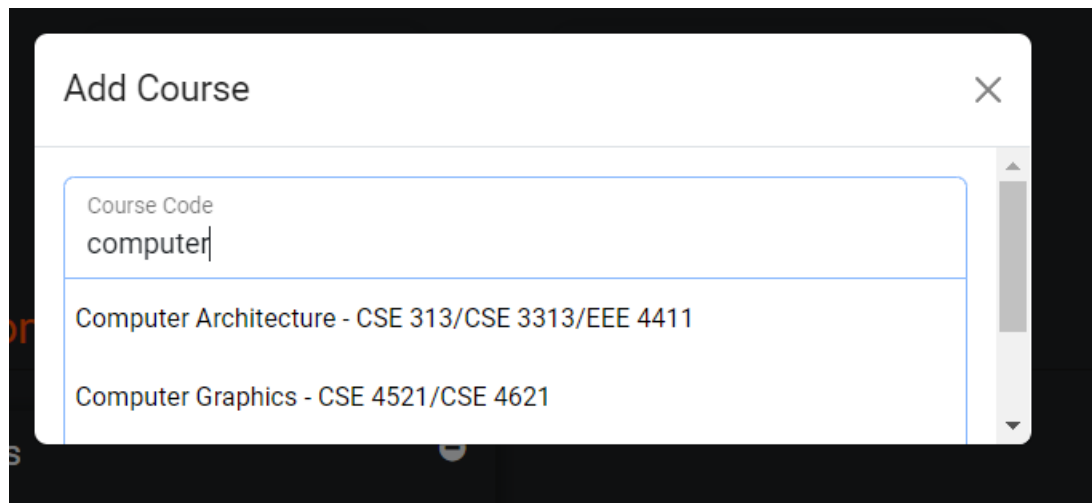 Add Course
Course Code
computer
Computer Architecture - CSE 313/CSE 3313/EEE 4411
Computer Graphics - CSE 4521/CSE 4621